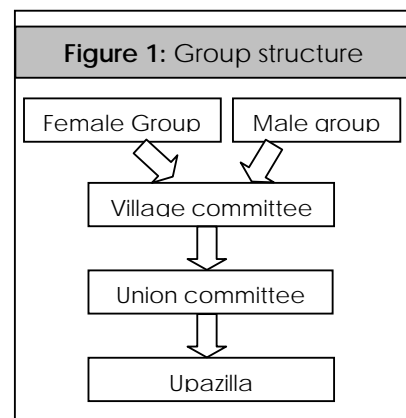 Figure 1: Group structure
Female Group Male group
Village committee
Union committee
Upazilla